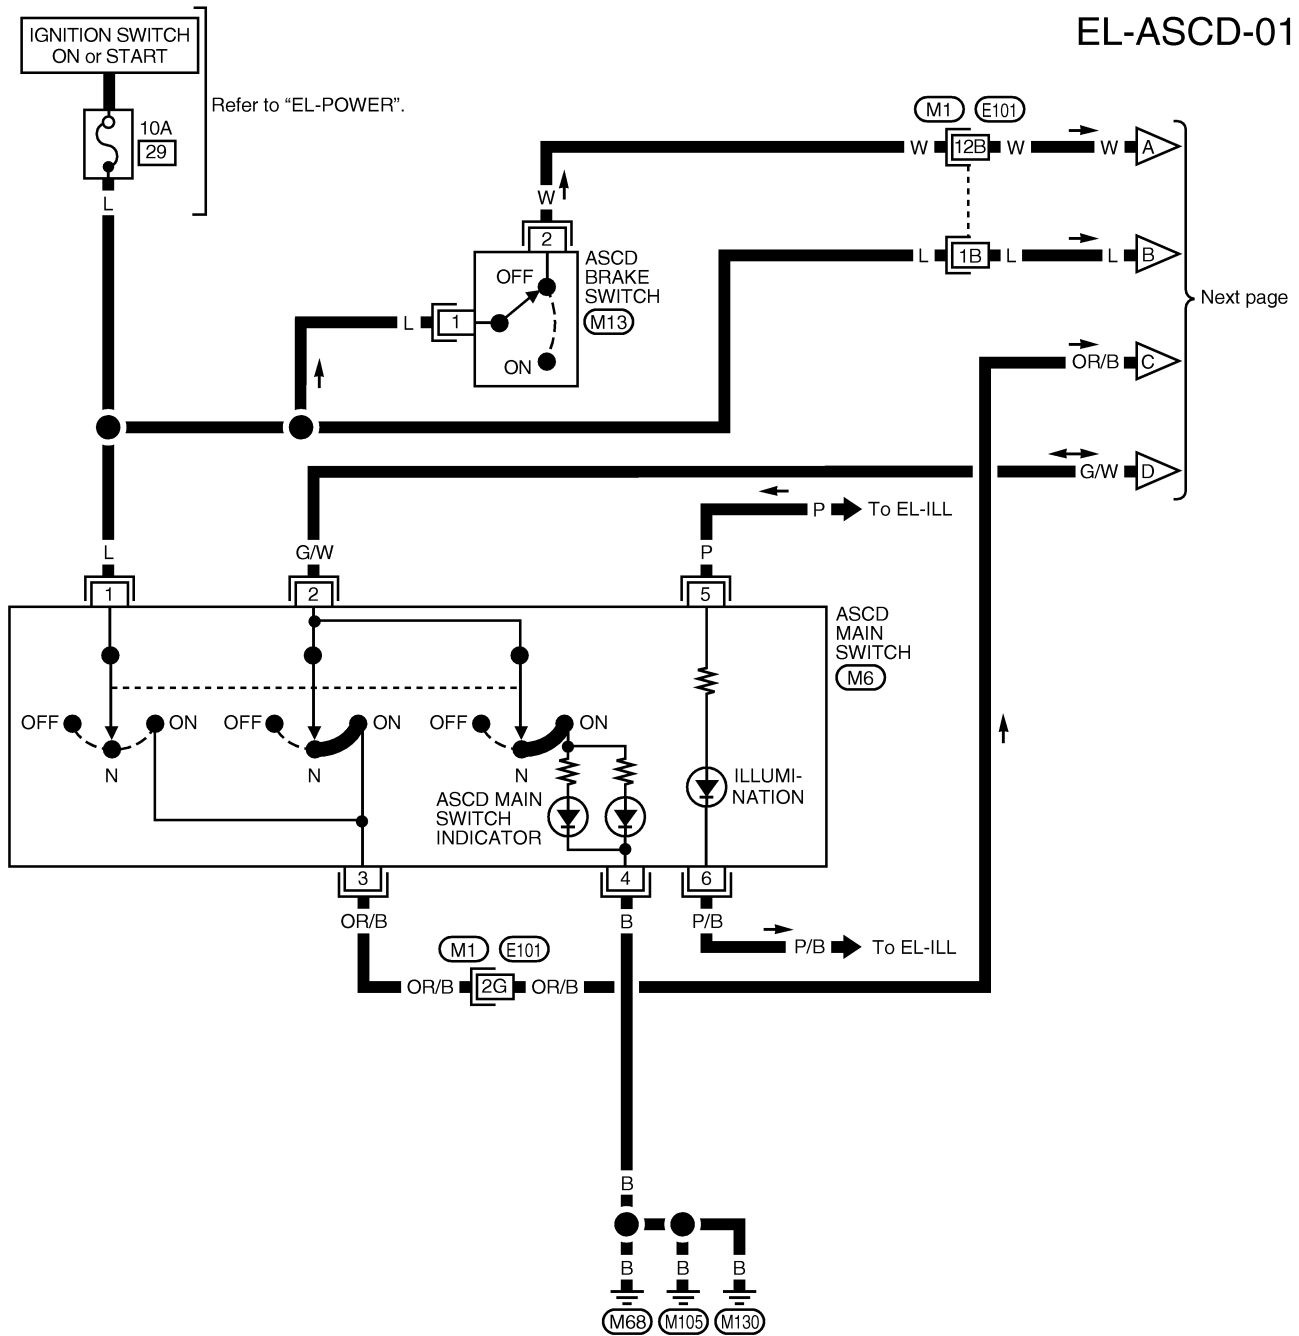 EL-ASCD-01
IGNITION SWITCH
ON or START
Refer to “EL-POWER”.
10A
29
L
M1
E101
W
12B
W
W
A
W
2
ASCD
BRAKE
SWITCH
M13
OFF
ON
L
1
L
1B
L
L
B
Next page
OR/B
C
G/W
D
P
To EL-ILL
L
G/W
P
1
2
5
ASCD
MAIN
SWITCH
M6
OFF
ON
OFF
ON
OFF
ON
N
N
N
ILLUMI-
NATION
ASCD MAIN
SWITCH
INDICATOR
3
4
6
OR/B
B
P/B
M1
E101
P/B
To EL-ILL
OR/B
2G
OR/B
B
B
B
B
M68
M105
M130